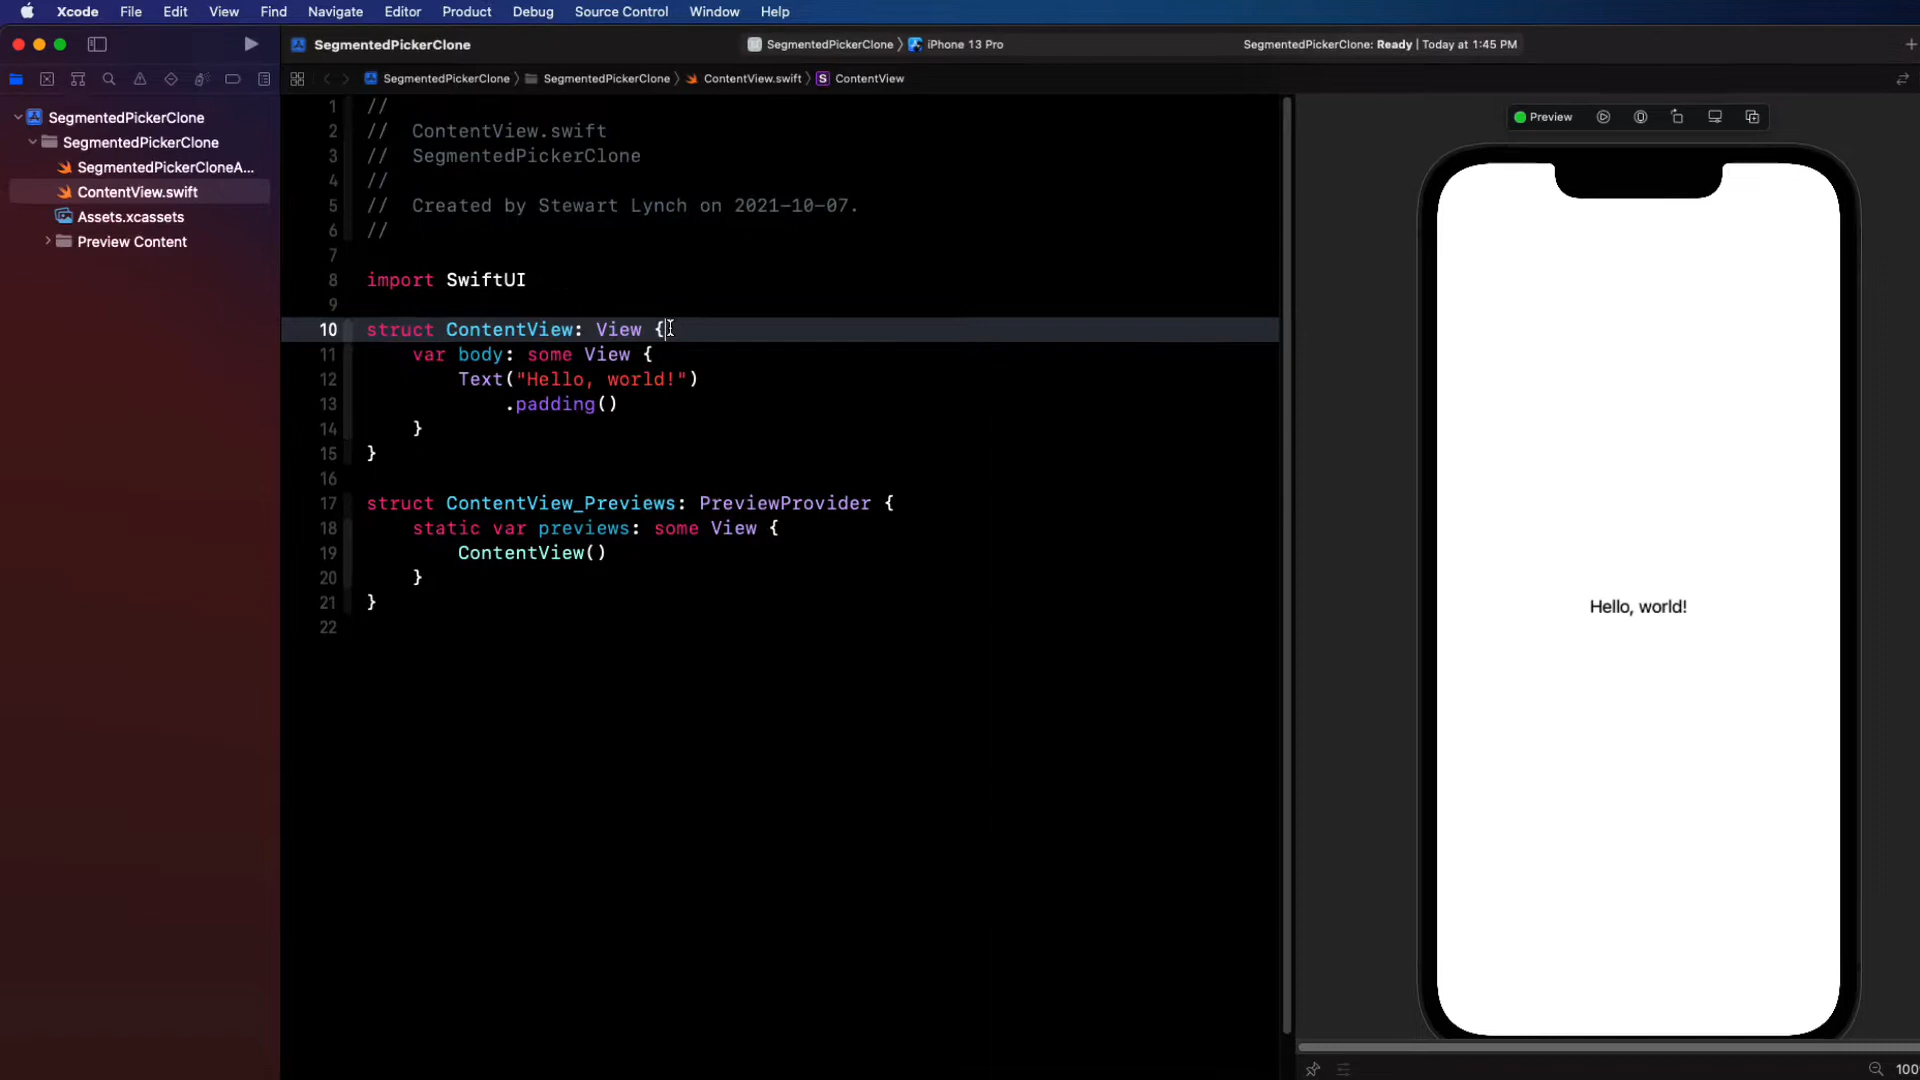 Xcode File Edit View Find Navigate Editor Product Debug Source Control Window Help
SegmentedPickerClone SegmentedPickerClone iPhone 13 Pro SegmentedPickerClone: Ready | Today at 1:45 PM
SegmentedPickerClone SegmentedPickerClone ContentView.swift S ContentView
SegmentedPickerClone
SegmentedPickerClone
SegmentedPickerCloneA...
ContentView.swift
Assets.xcassets
Preview Content
1 //
2 // ContentView.swift
3 // SegmentedPickerClone
4 //
5 // Created by Stewart Lynch on 2021-10-07.
6 //
7
8 import SwiftUI
9
10 struct ContentView: View {
11 var body: some View {
12 Text("Hello, world!")
13 .padding()
14 }
15 }
16
17 struct ContentView_Previews: PreviewProvider {
18 static var previews: some View {
19 ContentView()
20 }
21 }
22
Preview
Hello, world!
100